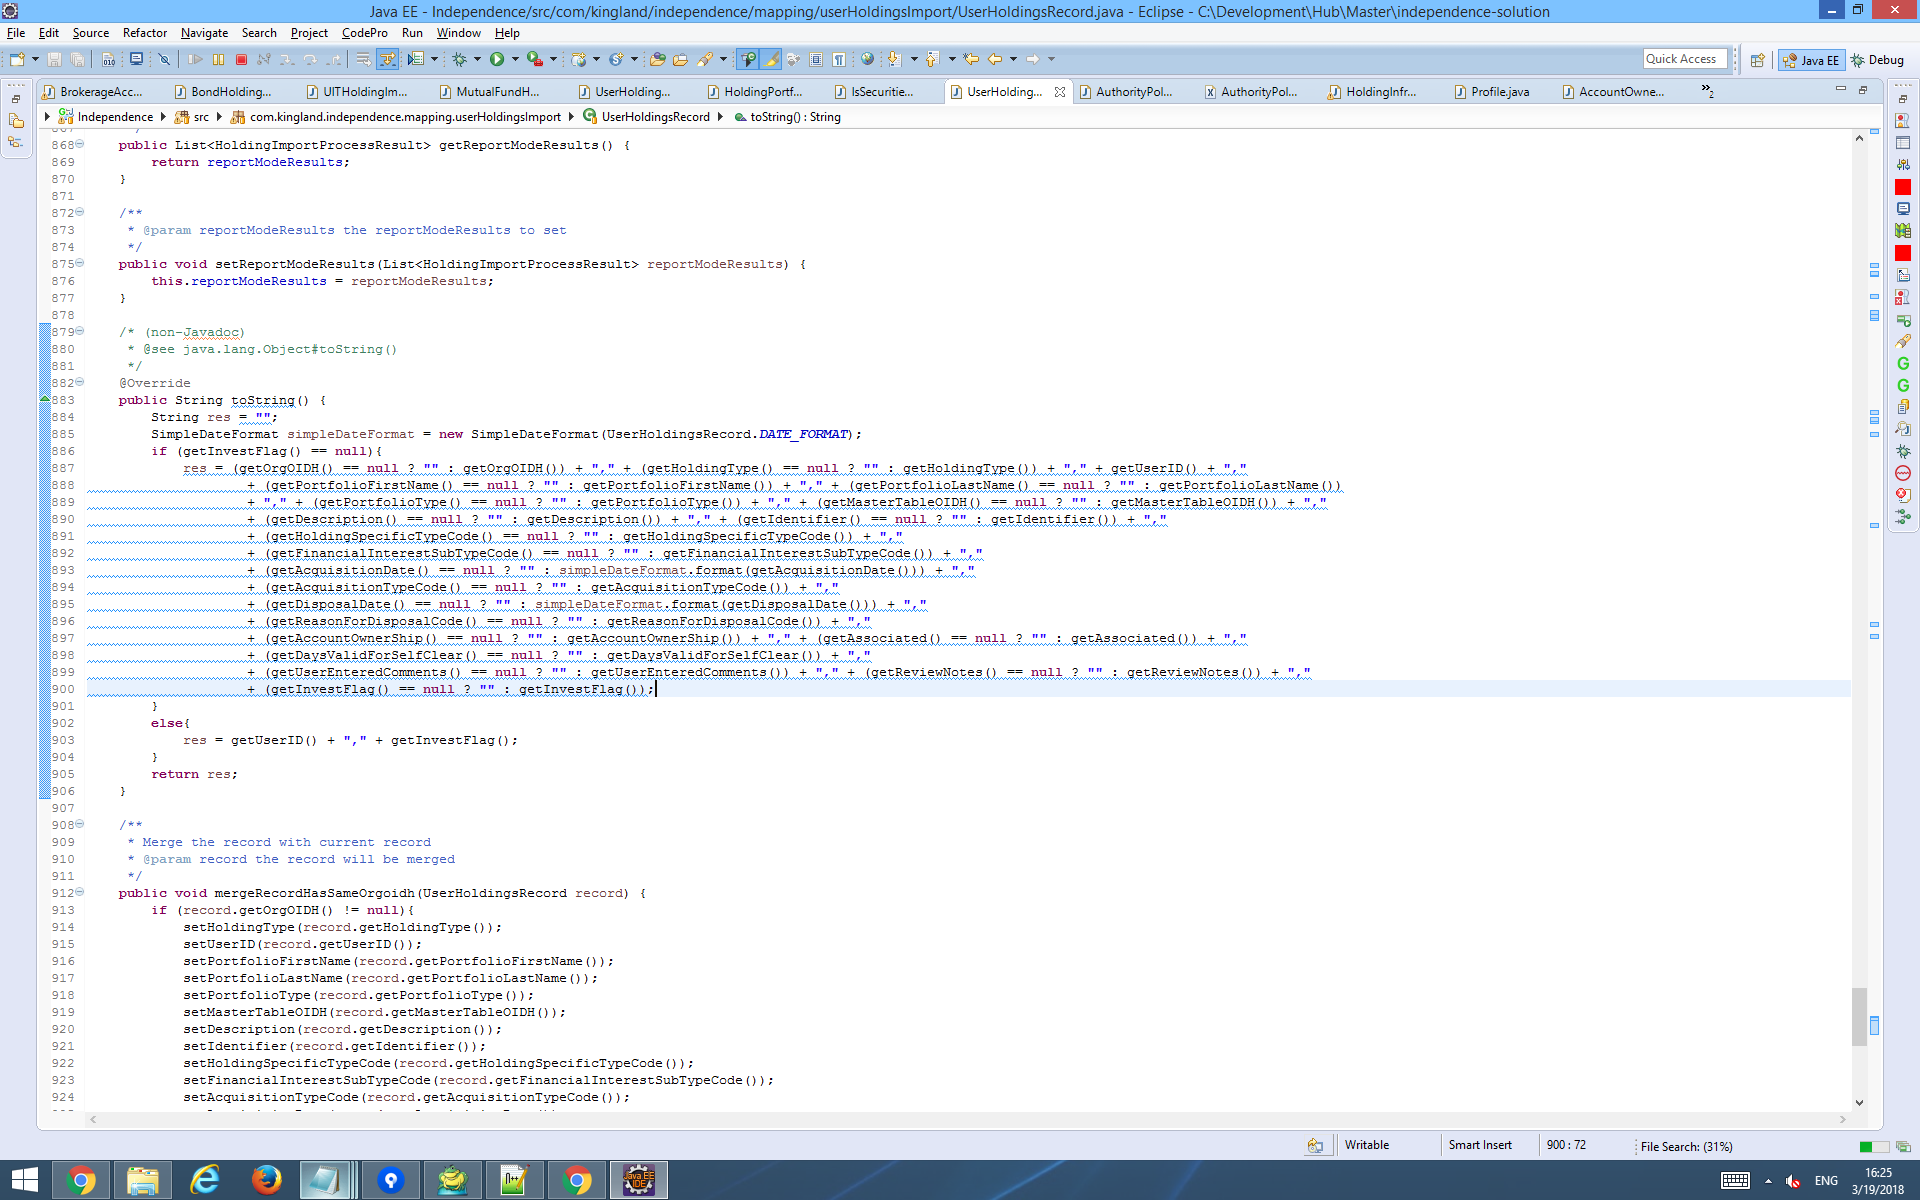 Java EE - Independence/src/com/kingland/independence/mapping/userHoldingsImport/UserHoldingsRecord.java - Eclipse - C:\Development\Hub\Master\independence-solution
File Edit Source Refactor Navigate Search Project CodePro Run Window Help
Quick Access Java EE Debug
BrokerageAcc... BondHolding... UITHoldingIm... MutualFundH... UserHolding... HoldingPortf... IsSecuritie... UserHolding... AuthorityPol... AuthorityPol... HoldingInfr... Profile.java AccountOwne... »2
Independence src com.kingland.independence.mapping.userHoldingsImport UserHoldingsRecord toString() : String
868 public List<HoldingImportProcessResult> getReportModeResults() {
869 return reportModeResults;
870 }
871
872 /**
873 * @param reportModeResults the reportModeResults to set
874 */
875 public void setReportModeResults(List<HoldingImportProcessResult> reportModeResults) {
876 this.reportModeResults = reportModeResults;
877 }
878
879 /* (non-Javadoc)
880 * @see java.lang.Object#toString()
881 */
882 @Override
883 public String toString() {
884 String res = "";
885 SimpleDateFormat simpleDateFormat = new SimpleDateFormat(UserHoldingsRecord.DATE_FORMAT);
886 if (getInvestFlag() == null){
887 res = (getOrgOIDH() == null ? "" : getOrgOIDH()) + "," + (getHoldingType() == null ? "" : getHoldingType()) + "," + getUserID() + ","
888 + (getPortfolioFirstName() == null ? "" : getPortfolioFirstName()) + "," + (getPortfolioLastName() == null ? "" : getPortfolioLastName())
889 + "," + (getPortfolioType() == null ? "" : getPortfolioType()) + "," + (getMasterTableOIDH() == null ? "" : getMasterTableOIDH()) + ","
890 + (getDescription() == null ? "" : getDescription()) + "," + (getIdentifier() == null ? "" : getIdentifier()) + ","
891 + (getHoldingSpecificTypeCode() == null ? "" : getHoldingSpecificTypeCode()) + ","
892 + (getFinancialInterestSubTypeCode() == null ? "" : getFinancialInterestSubTypeCode()) + ","
893 + (getAcquisitionDate() == null ? "" : simpleDateFormat.format(getAcquisitionDate())) + ","
894 + (getAcquisitionTypeCode() == null ? "" : getAcquisitionTypeCode()) + ","
895 + (getDisposalDate() == null ? "" : simpleDateFormat.format(getDisposalDate())) + ","
896 + (getReasonForDisposalCode() == null ? "" : getReasonForDisposalCode()) + ","
897 + (getAccountOwnerShip() == null ? "" : getAccountOwnerShip()) + "," + (getAssociated() == null ? "" : getAssociated()) + ","
898 + (getDaysValidForSelfClear() == null ? "" : getDaysValidForSelfClear()) + ","
899 + (getUserEnteredComments() == null ? "" : getUserEnteredComments()) + "," + (getReviewNotes() == null ? "" : getReviewNotes()) + ","
900 + (getInvestFlag() == null ? "" : getInvestFlag());
901 }
902 else{
903 res = getUserID() + "," + getInvestFlag();
904 }
905 return res;
906 }
907
908 /**
909 * Merge the record with current record
910 * @param record the record will be merged
911 */
912 public void mergeRecordHasSameOrgoidh(UserHoldingsRecord record) {
913 if (record.getOrgOIDH() != null){
914 setHoldingType(record.getHoldingType());
915 setUserID(record.getUserID());
916 setPortfolioFirstName(record.getPortfolioFirstName());
917 setPortfolioLastName(record.getPortfolioLastName());
918 setPortfolioType(record.getPortfolioType());
919 setMasterTableOIDH(record.getMasterTableOIDH());
920 setDescription(record.getDescription());
921 setIdentifier(record.getIdentifier());
922 setHoldingSpecificTypeCode(record.getHoldingSpecificTypeCode());
923 setFinancialInterestSubTypeCode(record.getFinancialInterestSubTypeCode());
924 setAcquisitionTypeCode(record.getAcquisitionTypeCode());
Writable Smart Insert 900 : 72 File Search: (31%)
Java EE IDE
ENG 16:25
3/19/2018